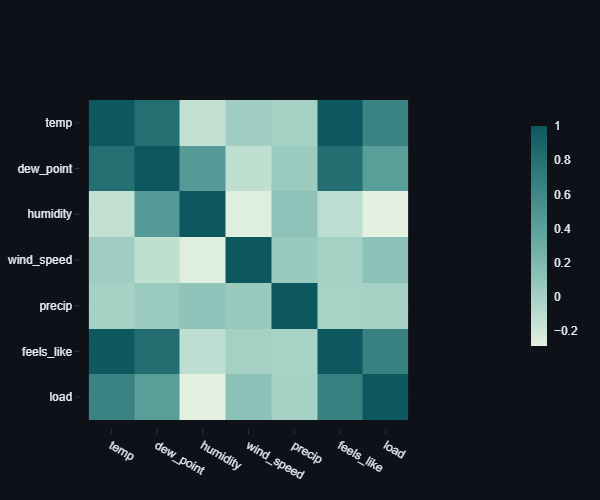 temp
dew_point
humidity
wind_speed
precip
feels_like
load
temp
dew_point
humidity
wind_speed
precip
feels_like
load
1
0.8
0.6
0.4
0.2
0
−0.2